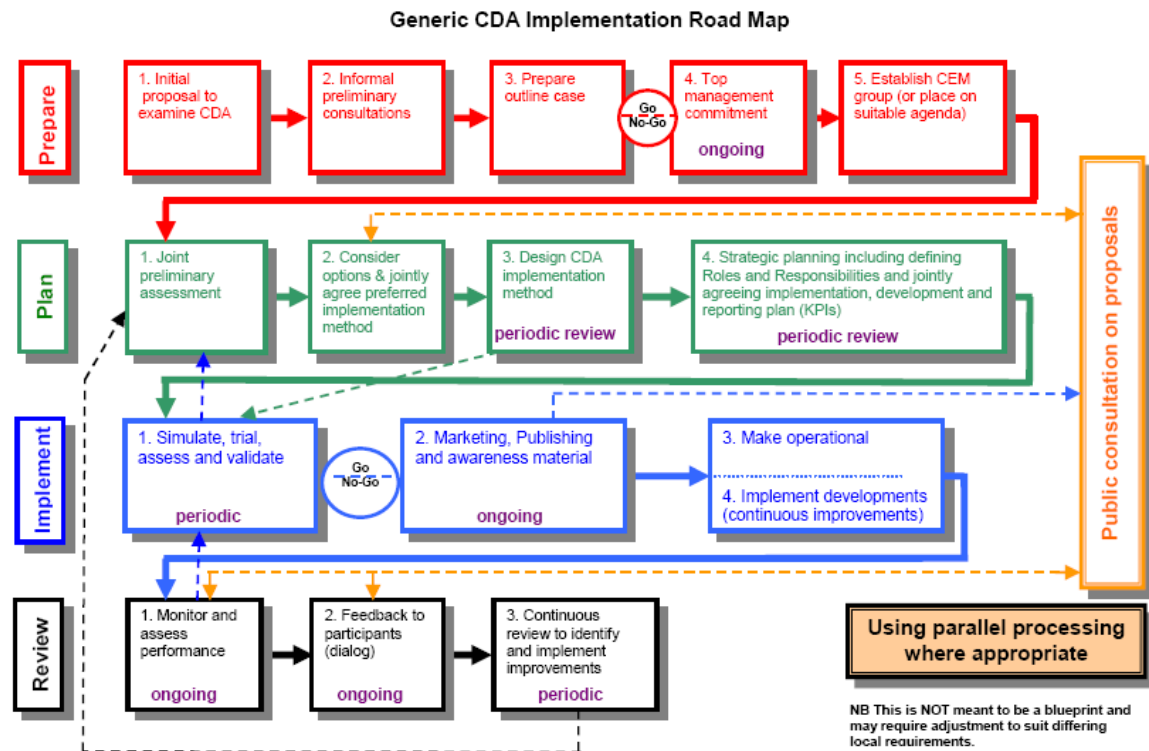 Generic CDA Implementation Road Map
Prepare
1. Initial
proposal to
examine CDA
2. Informal
preliminary
consultations
3. Prepare
outline case
Go
No-Go
4. Top
management
commitment
ongoing
5. Establish CEM
group (or place on
suitable agenda)
Public consultation on proposals
Plan
1. Joint
preliminary
assessment
2. Consider
options & jointly
agree preferred
implementation
method
3. Design CDA
implementation
method
periodic review
4. Strategic planning including defining
Roles and Responsibilities and jointly
agreeing implementation, development and
reporting plan (KPIs)
periodic review
Implement
1. Simulate, trial,
assess and validate
periodic
Go
No-Go
2. Marketing, Publishing
and awareness material
ongoing
3. Make operational
4. Implement developments
(continuous improvements)
Review
1. Monitor and
assess
performance
ongoing
2. Feedback to
participants
(dialog)
ongoing
3. Continuous
review to identify
and implement
improvements
periodic
Using parallel processing
where appropriate
NB This is NOT meant to be a blueprint and
may require adjustment to suit differing
local requirements.